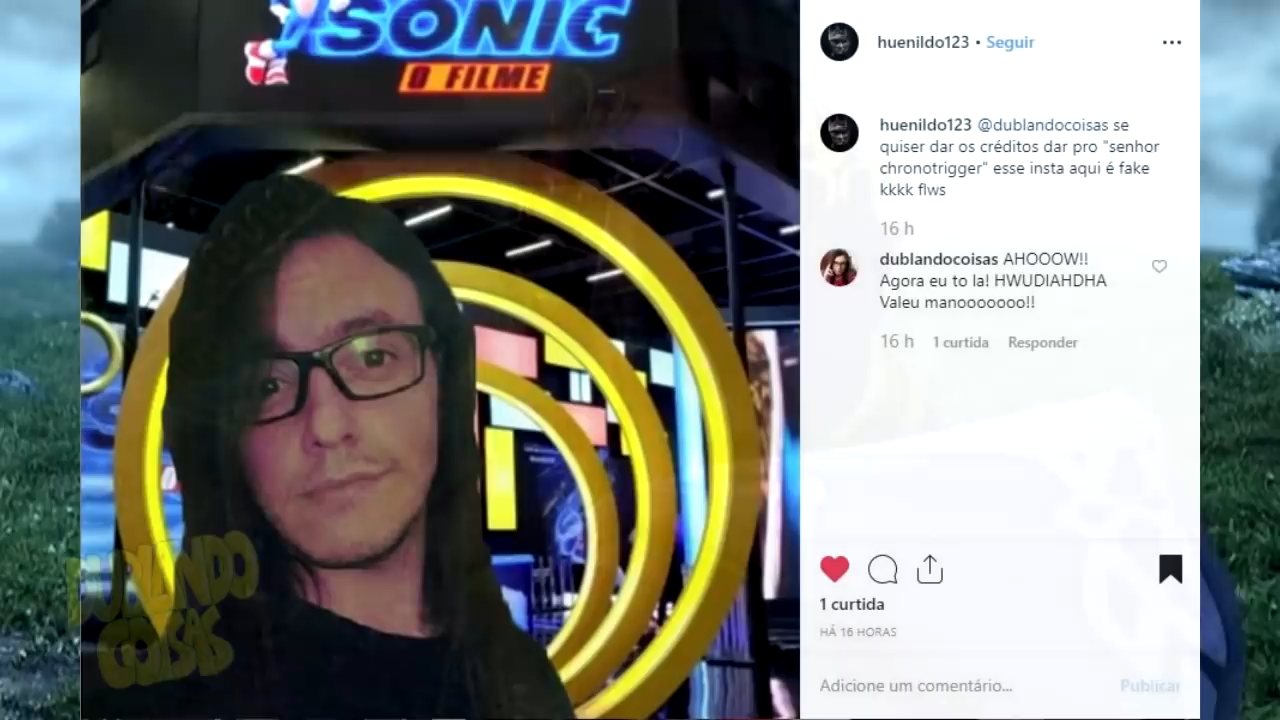 SONIC
O FILME
DUBLANDO
COISAS
huenildo123 • Seguir
huenildo123 @dublandocoisas se
quiser dar os créditos dar pro "senhor
chronotrigger" esse insta aqui é fake
kkkk flws
16 h
dublandocoisas AHOOOW!!
Agora eu to la! HWUDIAHDHA
Valeu manooooooo!!
16 h 1 curtida Responder
1 curtida
HÁ 16 HORAS
Adicione um comentário... Publicar